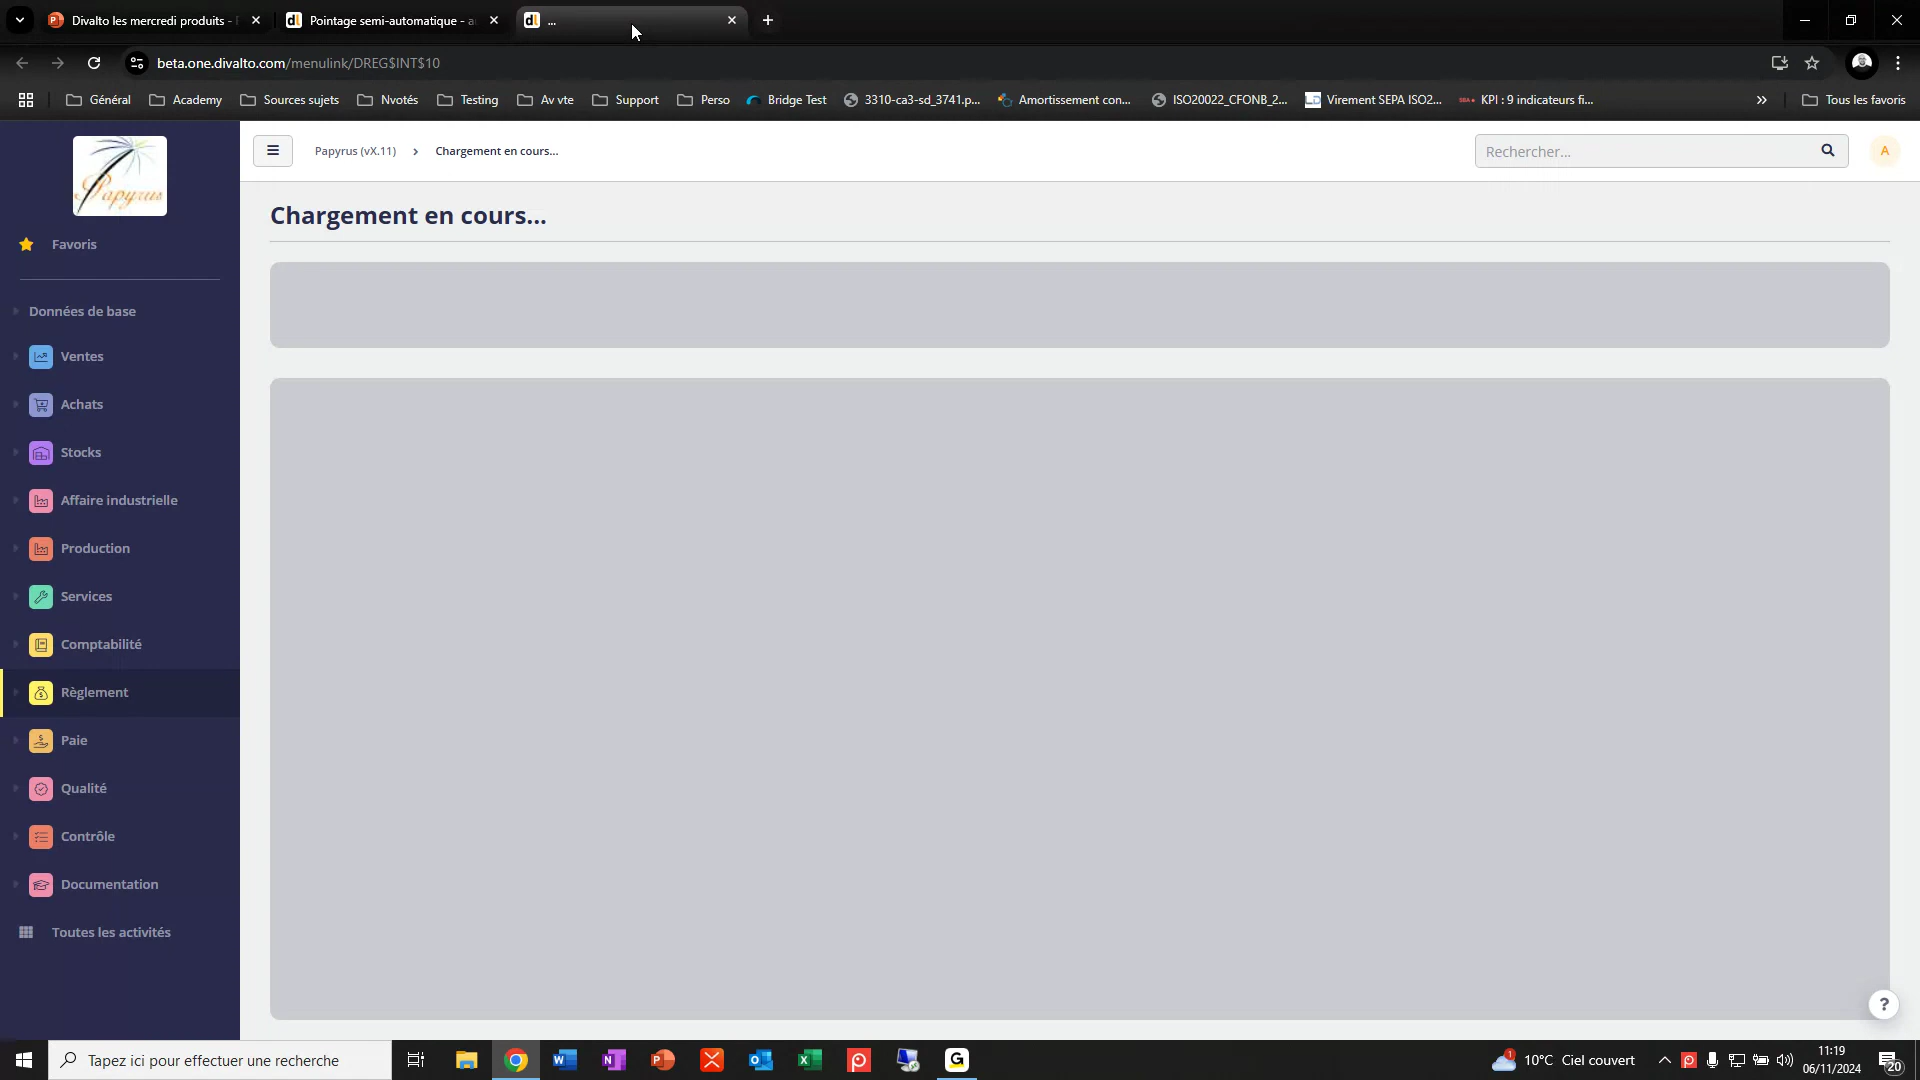 Divalto les mercredi produits -
Pointage semi-automatique - a
...
beta.one.divalto.com/menulink/DREG$INT$10
Général
Academy
Sources sujets
Nvotés
Testing
Av vte
Support
Perso
Bridge Test
3310-ca3-sd_3741.p...
Amortissement con...
ISO20022_CFONB_2...
Virement SEPA ISO2...
KPI : 9 indicateurs fi...
Tous les favoris
Papyrus
Papyrus (vX.11)
Chargement en cours...
Rechercher...
A
Chargement en cours...
Favoris
Données de base
Ventes
Achats
Stocks
Affaire industrielle
Production
Services
Comptabilité
Règlement
Paie
Qualité
Contrôle
Documentation
Toutes les activités
?
Tapez ici pour effectuer une recherche
1
10°C Ciel couvert
11:19
06/11/2024
20